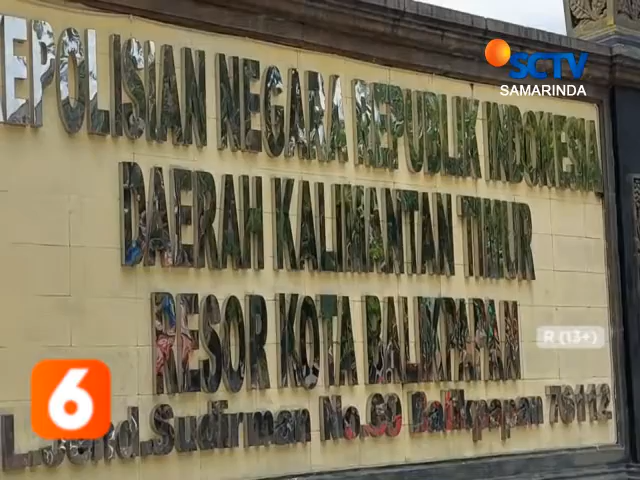 SCTV
SAMARINDA
EPOLISIAN NEGARA REPUBLIK INDONESIA
DAERAH KALIMANTAN TIMUR
RESOR KOTA BALIKPAPAN
R (13+)
6
L.Jend.Sudirman No.60 Balikpapan 76112